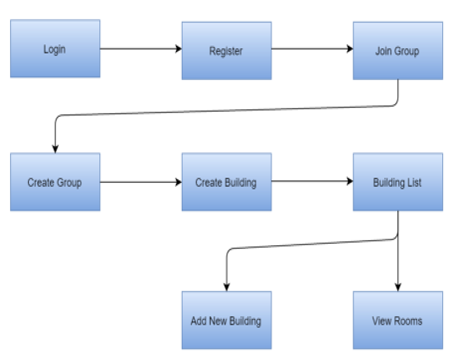 Login
Register
Join Group
Create Group
Create Building
Building List
Add New Building
View Rooms